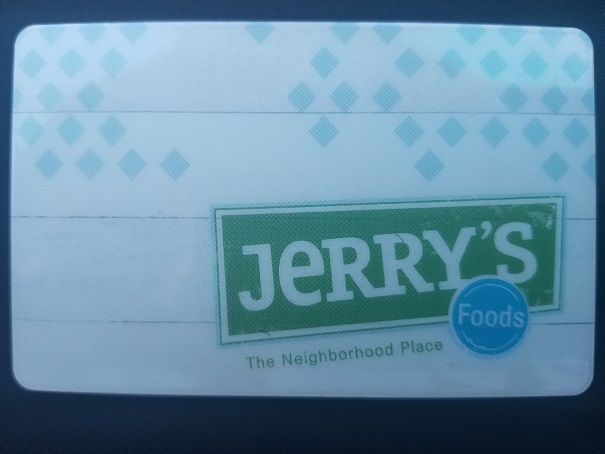 JeRRY'S
Foods
The Neighborhood Place